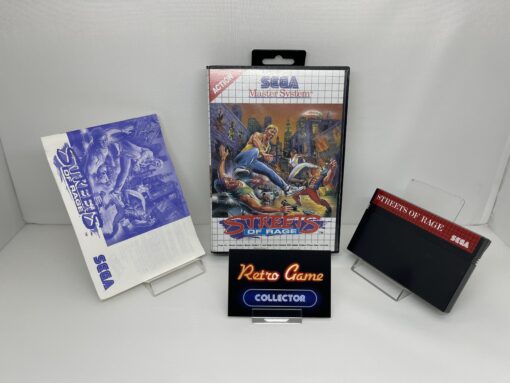 STREETS
OF RAGE
SEGA
ACTION
SEGA
Master System
STREETS
OF RAGE
Retro Game
COLLECTOR
STREETS OF RAGE
SEGA